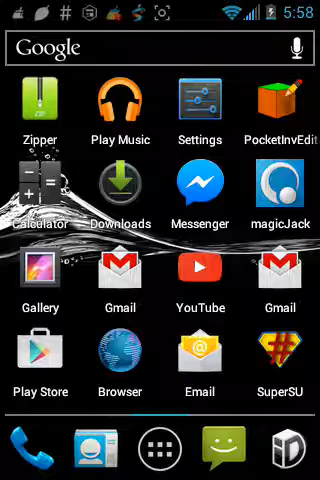 # 5:58
Google
ZIP
Zipper Play Music Settings PocketInvEdit
Calculator Downloads Messenger magicJack
Gallery Gmail YouTube Gmail
Play Store Browser Email SuperSU